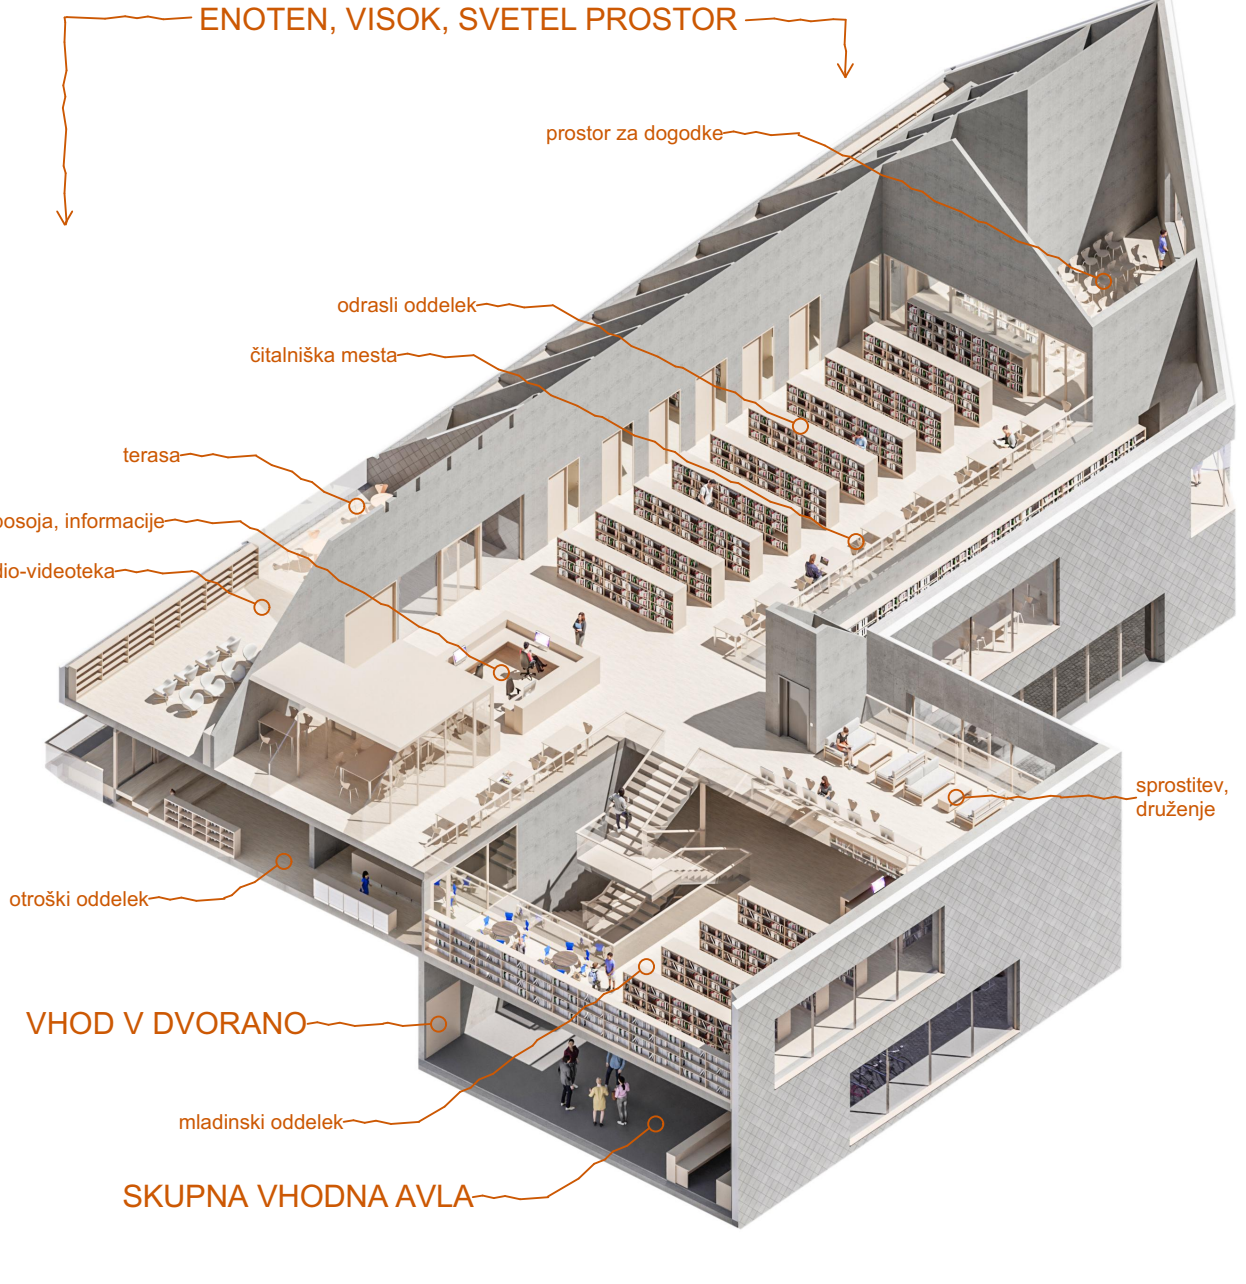 ENOTEN, VISOK, SVETEL PROSTOR
prostor za dogodke
odrasli oddelek
čitalniška mesta
terasa
posoja, informacije
dio-videoteka
sprostitev,
druženje
otroški oddelek
VHOD V DVORANO
mladinski oddelek
SKUPNA VHODNA AVLA